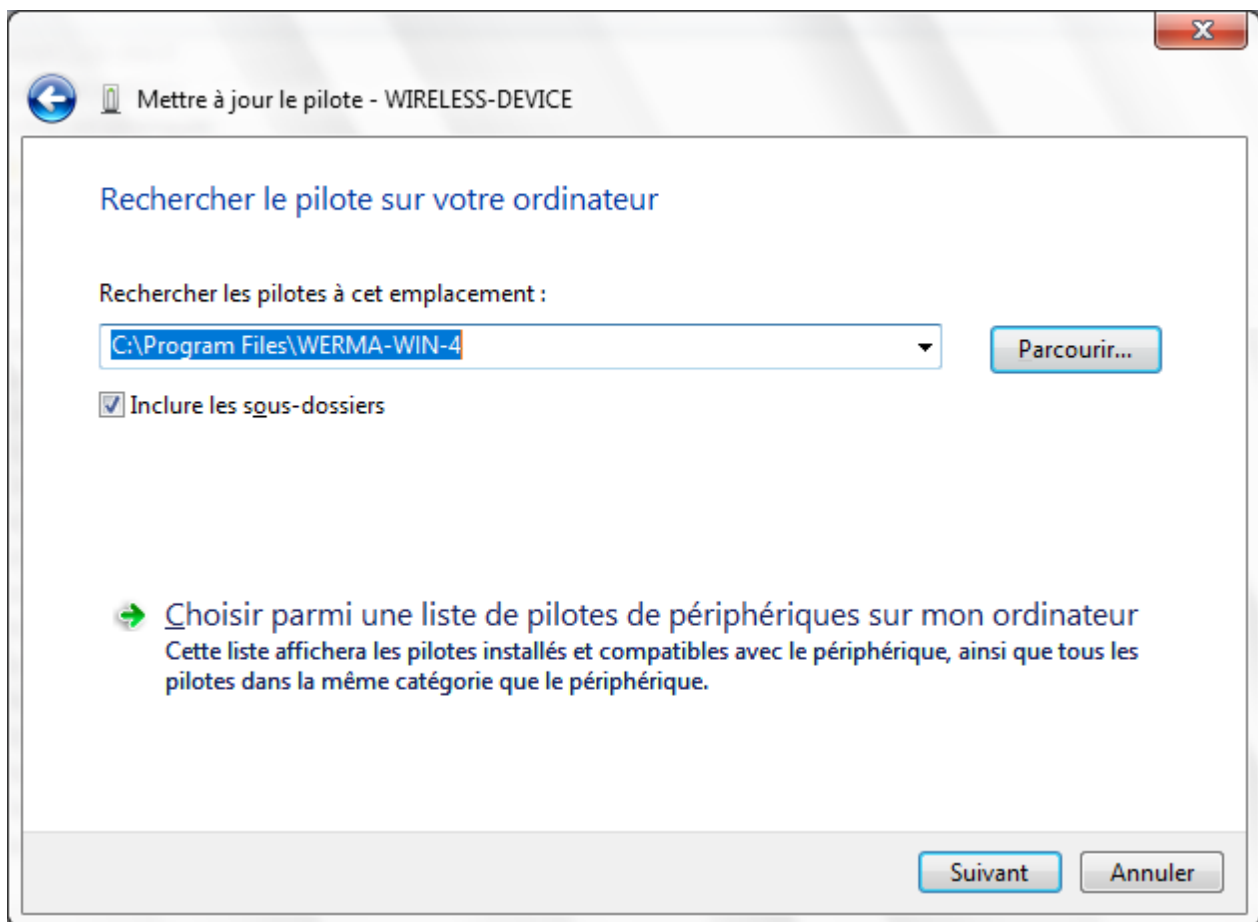 Mettre à jour le pilote - WIRELESS-DEVICE
Rechercher le pilote sur votre ordinateur
Rechercher les pilotes à cet emplacement :
C:\Program Files\WERMA-WIN-4
Parcourir...
Inclure les sous-dossiers
Choisir parmi une liste de pilotes de périphériques sur mon ordinateur
Cette liste affichera les pilotes installés et compatibles avec le périphérique, ainsi que tous les
pilotes dans la même catégorie que le périphérique.
Suivant
Annuler